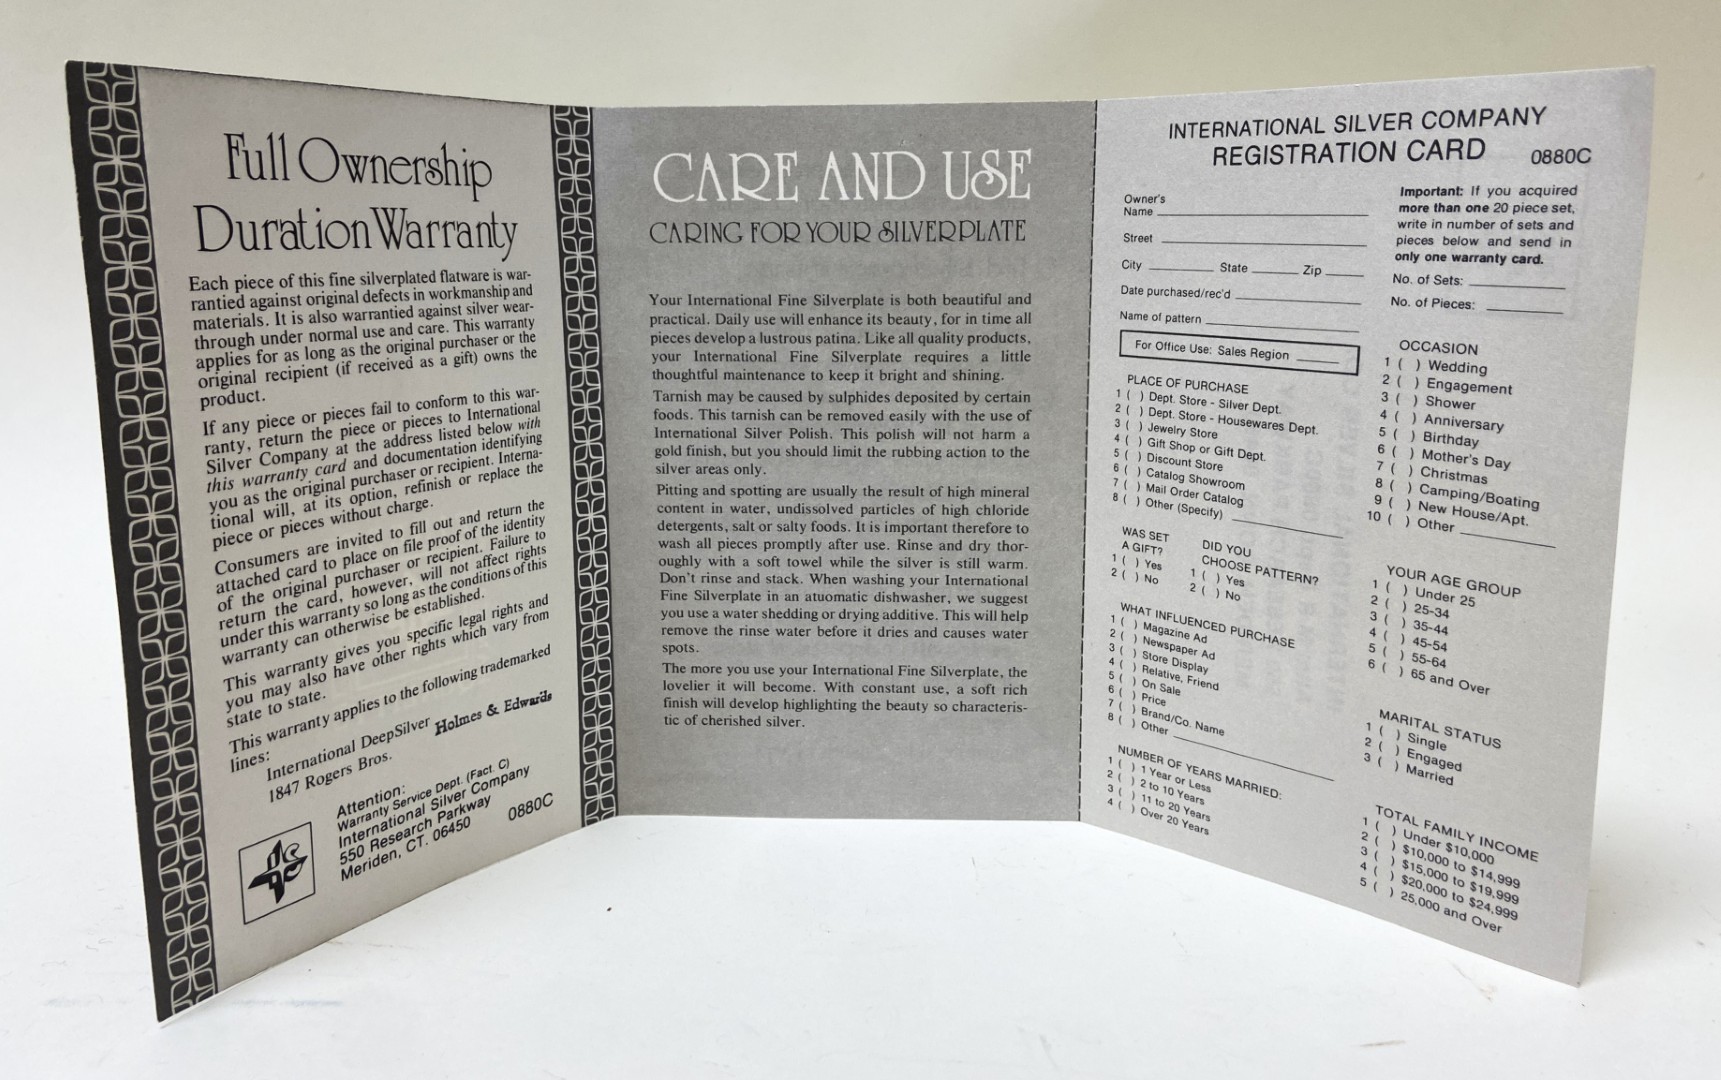 Full Ownership
Duration Warranty
Each piece of this fine silverplated flatware is war-
rantied against original defects in workmanship and
materials. It is also warrantied against silver wear-
through under normal use and care. This warranty
applies for as long as the original purchaser or the
original recipient (if received as a gift) owns the
product.
If any piece or pieces fail to conform to this war-
ranty, return the piece or pieces to International
Silver Company at the address listed below with
this warranty card and documentation identifying
you as the original purchaser or recipient. Interna-
tional will, at its option, refinish or replace the
piece or pieces without charge.
Consumers are invited to fill out and return the
attached card to place on file proof of the identity
of the original purchaser or recipient. Failure to
return the card, however, will not affect rights
under this warranty so long as the conditions of this
warranty can otherwise be established.
This warranty gives you specific legal rights and
you may also have other rights which vary from
state to state.
This warranty applies to the following trademarked
lines:
International DeepSilver Holmes & Edwards
1847 Rogers Bros.
Attention:
Warranty Service Dept. (Fact. C)
International Silver Company
550 Research Parkway
Meriden, CT. 06450 0880C
CARE AND USE
CARING FOR YOUR SILVERPLATE
Your International Fine Silverplate is both beautiful and
practical. Daily use will enhance its beauty, for in time all
pieces develop a lustrous patina. Like all quality products,
your International Fine Silverplate requires a little
thoughtful maintenance to keep it bright and shining.
Tarnish may be caused by sulphides deposited by certain
foods. This tarnish can be removed easily with the use of
International Silver Polish. This polish will not harm a
gold finish, but you should limit the rubbing action to the
silver areas only.
Pitting and spotting are usually the result of high mineral
content in water, undissolved particles of high chloride
detergents, salt or salty foods. It is important therefore to
wash all pieces promptly after use. Rinse and dry thor-
oughly with a soft towel while the silver is still warm.
Don't rinse and stack. When washing your International
Fine Silverplate in an atuomatic dishwasher, we suggest
you use a water shedding or drying additive. This will help
remove the rinse water before it dries and causes water
spots.
The more you use your International Fine Silverplate, the
lovelier it will become. With constant use, a soft rich
finish will develop highlighting the beauty so characteris-
tic of cherished silver.
INTERNATIONAL SILVER COMPANY
REGISTRATION CARD 0880C
Owner's
Name
Street
City State Zip
Date purchased/rec'd
Name of pattern
For Office Use: Sales Region
PLACE OF PURCHASE
1 ( ) Dept. Store - Silver Dept.
2 ( ) Dept. Store - Housewares Dept.
3 ( ) Jewelry Store
4 ( ) Gift Shop or Gift Dept.
5 ( ) Discount Store
6 ( ) Catalog Showroom
7 ( ) Mail Order Catalog
8 ( ) Other (Specify)
WAS SET
A GIFT?
1 ( ) Yes
2 ( ) No
DID YOU
CHOOSE PATTERN?
1 ( ) Yes
2 ( ) No
WHAT INFLUENCED PURCHASE
1 ( ) Magazine Ad
2 ( ) Newspaper Ad
3 ( ) Store Display
4 ( ) Relative, Friend
5 ( ) On Sale
6 ( ) Price
7 ( ) Brand/Co. Name
8 ( ) Other
NUMBER OF YEARS MARRIED:
1 ( ) 1 Year or Less
2 ( ) 2 to 10 Years
3 ( ) 11 to 20 Years
4 ( ) Over 20 Years
Important: If you acquired
more than one 20 piece set,
write in number of sets and
pieces below and send in
only one warranty card.
No. of Sets:
No. of Pieces:
OCCASION
1 ( ) Wedding
2 ( ) Engagement
3 ( ) Shower
4 ( ) Anniversary
5 ( ) Birthday
6 ( ) Mother's Day
7 ( ) Christmas
8 ( ) Camping/Boating
9 ( ) New House/Apt.
10 ( ) Other
YOUR AGE GROUP
1 ( ) Under 25
2 ( ) 25-34
3 ( ) 35-44
4 ( ) 45-54
5 ( ) 55-64
6 ( ) 65 and Over
MARITAL STATUS
1 ( ) Single
2 ( ) Engaged
3 ( ) Married
TOTAL FAMILY INCOME
1 ( ) Under $10,000
2 ( ) $10,000 to $14,999
3 ( ) $15,000 to $19,999
4 ( ) $20,000 to $24,999
5 ( ) 25,000 and Over